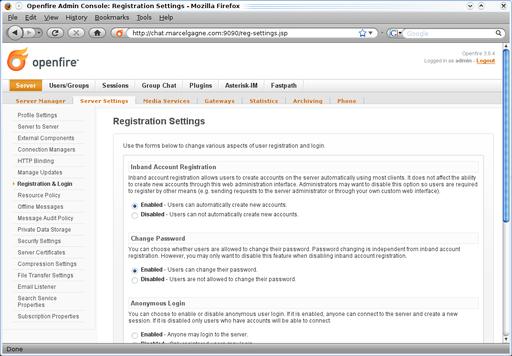 Openfire Admin Console: Registration Settings - Mozilla Firefox
File Edit View History Bookmarks Tools Help
http://chat.marcelgagne.com:9090/reg-settings.jsp
Google
openfire
Openfire 3.6.4
Logged in as admin - Logout
Server Users/Groups Sessions Group Chat Plugins Asterisk-IM Fastpath
Server Manager Server Settings Media Services Gateways Statistics Archiving Phone
Profile Settings
Server to Server
External Components
Connection Managers
HTTP Binding
Manage Updates
Registration & Login
Resource Policy
Offline Messages
Message Audit Policy
Private Data Storage
Security Settings
Server Certificates
Compression Settings
File Transfer Settings
Email Listener
Search Service
Properties
Subscription Properties
Registration Settings
Use the forms below to change various aspects of user registration and login.
Inband Account Registration
Inband account registration allows users to create accounts on the server automatically using most clients. It does not affect the
ability to create new accounts through this web administration interface. Administrators may want to disable this option so users are
required to register by other means (e.g. sending requests to the server administrator or through your own custom web interface).
Enabled - Users can automatically create new accounts.
Disabled - Users can not automatically create new accounts.
Change Password
You can choose whether users are allowed to change their password. Password changing is independent from inband account
registration. However, you may only want to disable this feature when disabling inband account registration.
Enabled - Users can change their password.
Disabled - Users are not allowed to change their password.
Anonymous Login
You can choose to enable or disable anonymous user login. If it is enabled, anyone can connect to the server and create a new
session. If it is disabled only users who have accounts will be able to connect.
Enabled - Anyone may login to the server.
Done